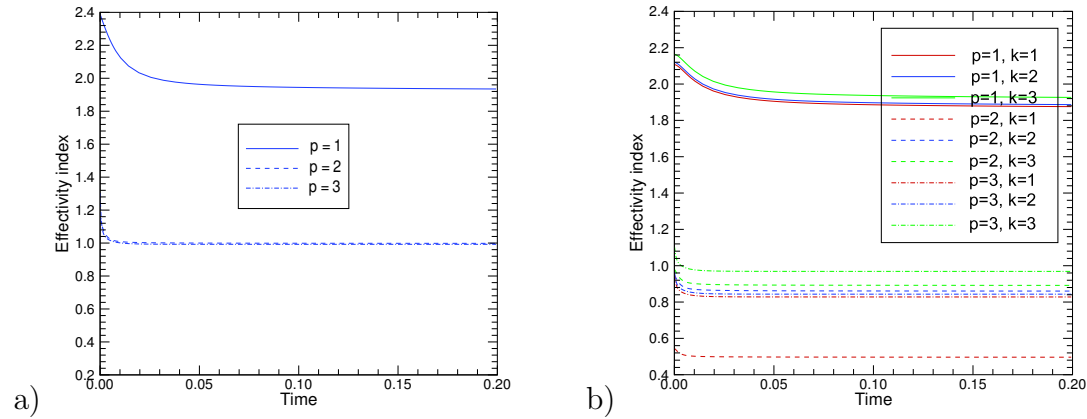 2.4
2.2
2.0
1.8
1.6
1.4
1.2
1.0
0.8
0.6
0.4
0.2
Effectivity index
p = 1
p = 2
p = 3
0.00
0.05
0.10
0.15
0.20
Time
a)
2.4
2.2
2.0
1.8
1.6
1.4
1.2
1.0
0.8
0.6
0.4
Effectivity index
p=1, k=1
p=1, k=2
p=1, k=3
p=2, k=1
p=2, k=2
p=2, k=3
p=3, k=1
p=3, k=2
p=3, k=3
0.00
0.05
0.10
0.15
0.20
Time
b)